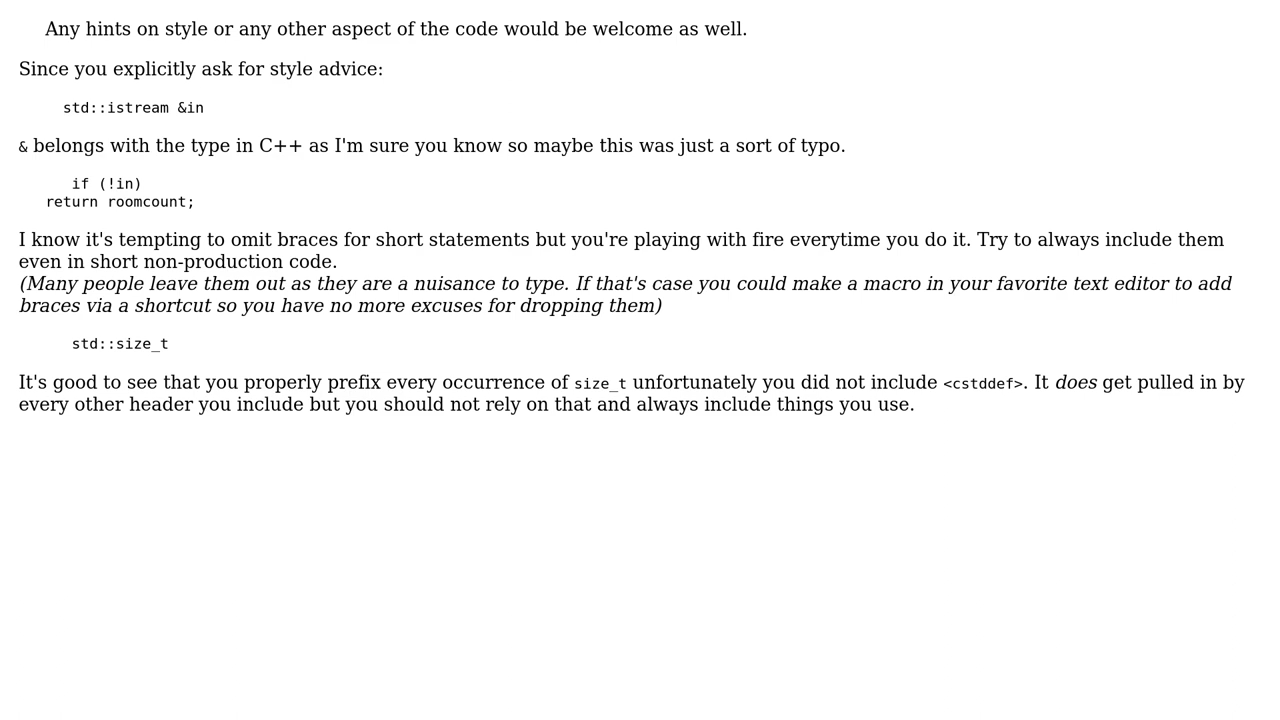 Any hints on style or any other aspect of the code would be welcome as well.
Since you explicitly ask for style advice:
std::istream &in
& belongs with the type in C++ as I'm sure you know so maybe this was just a sort of typo.
if (!in)
return roomcount;
I know it's tempting to omit braces for short statements but you're playing with fire everytime you do it. Try to always include them
even in short non-production code.
(Many people leave them out as they are a nuisance to type. If that's case you could make a macro in your favorite text editor to add
braces via a shortcut so you have no more excuses for dropping them)
std::size_t
It's good to see that you properly prefix every occurrence of size_t unfortunately you did not include <cstddef>. It does get pulled in by
every other header you include but you should not rely on that and always include things you use.